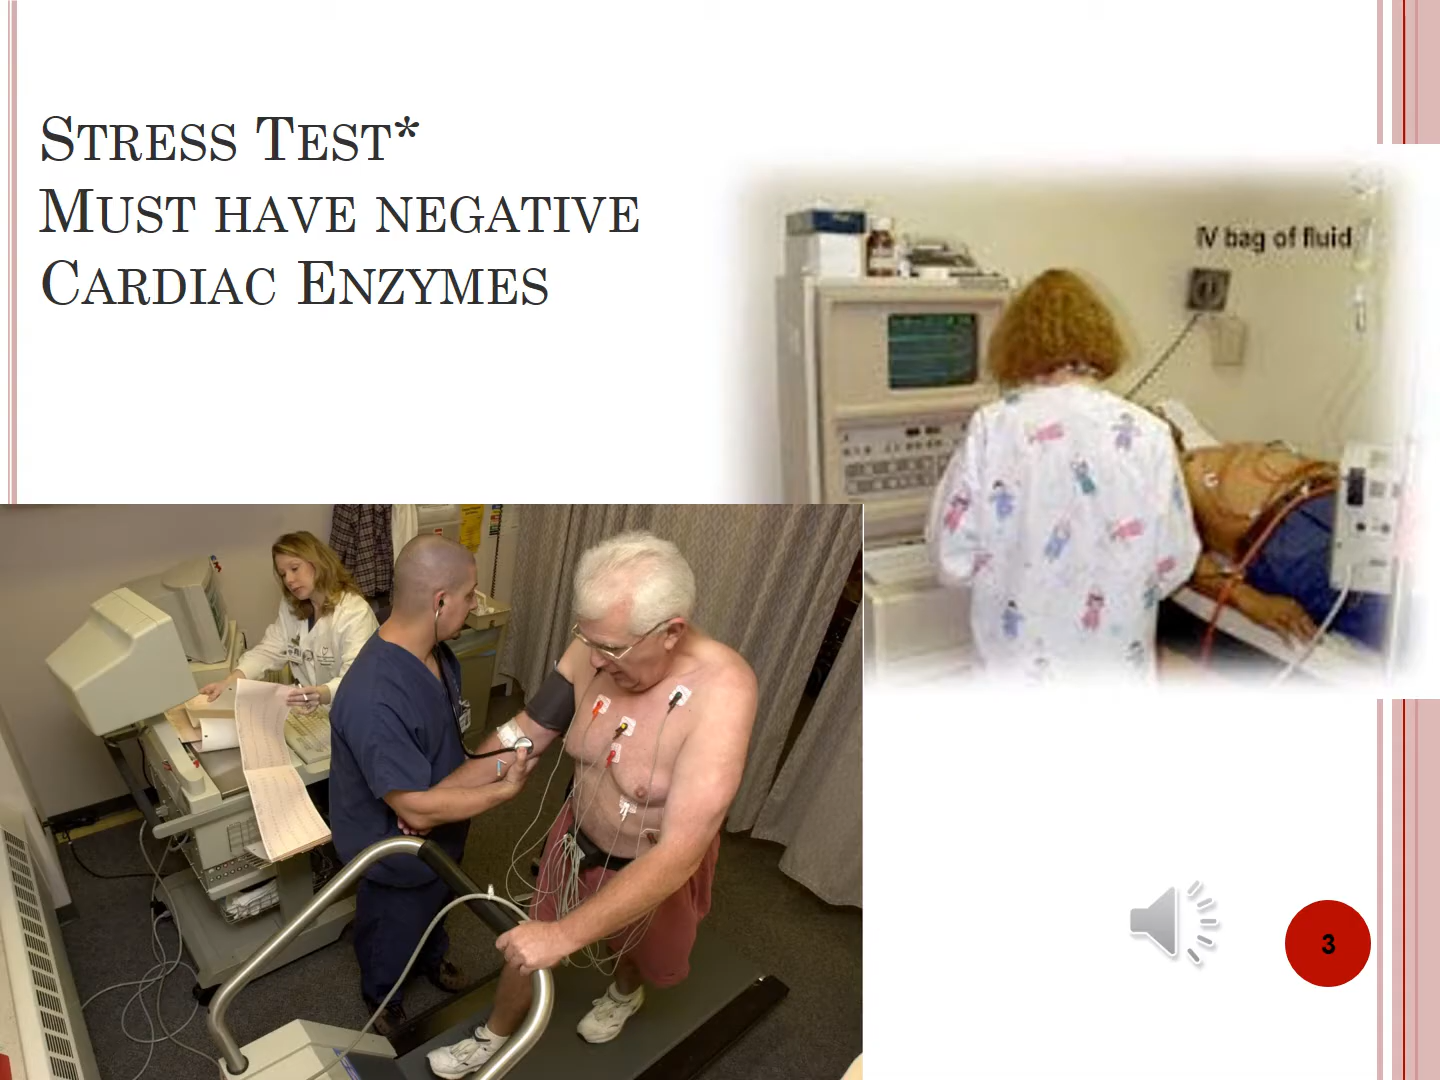 Stress Test*
Must have negative
Cardiac Enzymes
IV bag of fluid
3